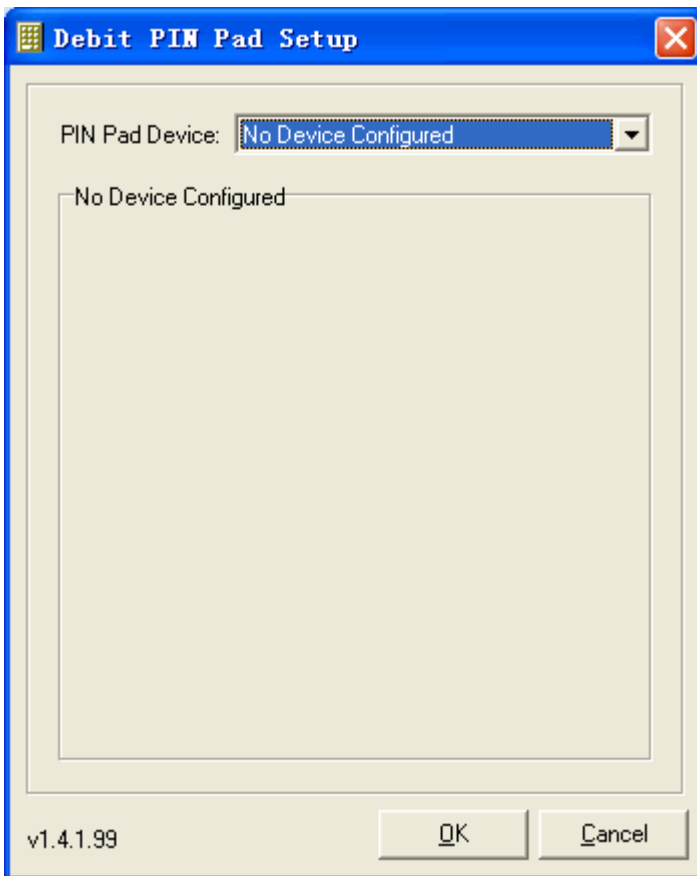 Debit PIN Pad Setup
PIN Pad Device: No Device Configured
No Device Configured
v1.4.1.99 OK Cancel